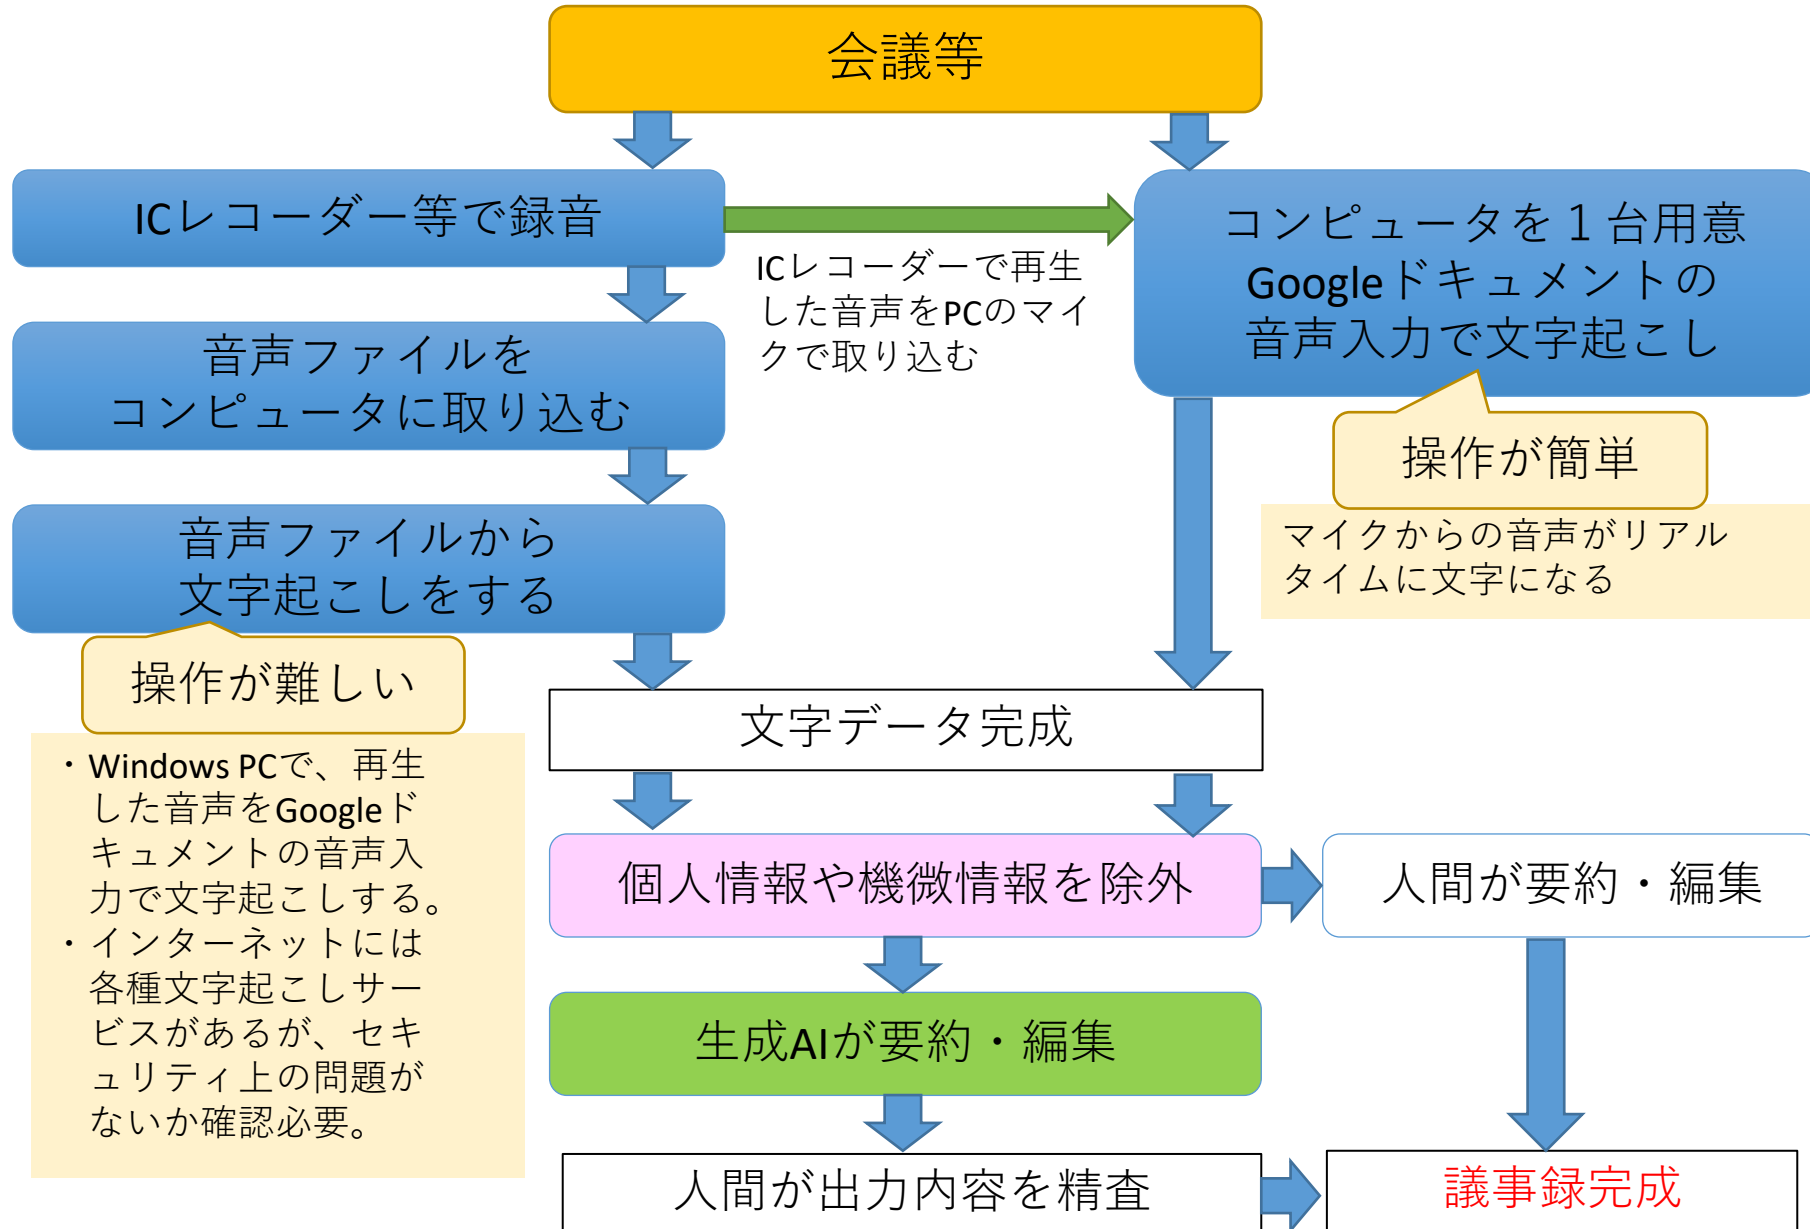 会議等
ICレコーダー等で録音
ICレコーダーで再生
した音声をPCのマイ
クで取り込む
コンピュータを１台用意
Googleドキュメントの
音声入力で文字起こし
音声ファイルを
コンピュータに取り込む
操作が簡単
マイクからの音声がリアル
タイムに文字になる
音声ファイルから
文字起こしをする
操作が難しい
・Windows PCで、再生
した音声をGoogleド
キュメントの音声入
力で文字起こしする。
・インターネットには
各種文字起こしサー
ビスがあるが、セキ
ュリティ上の問題が
ないか確認必要。
文字データ完成
個人情報や機微情報を除外
人間が要約・編集
生成AIが要約・編集
人間が出力内容を精査
議事録完成